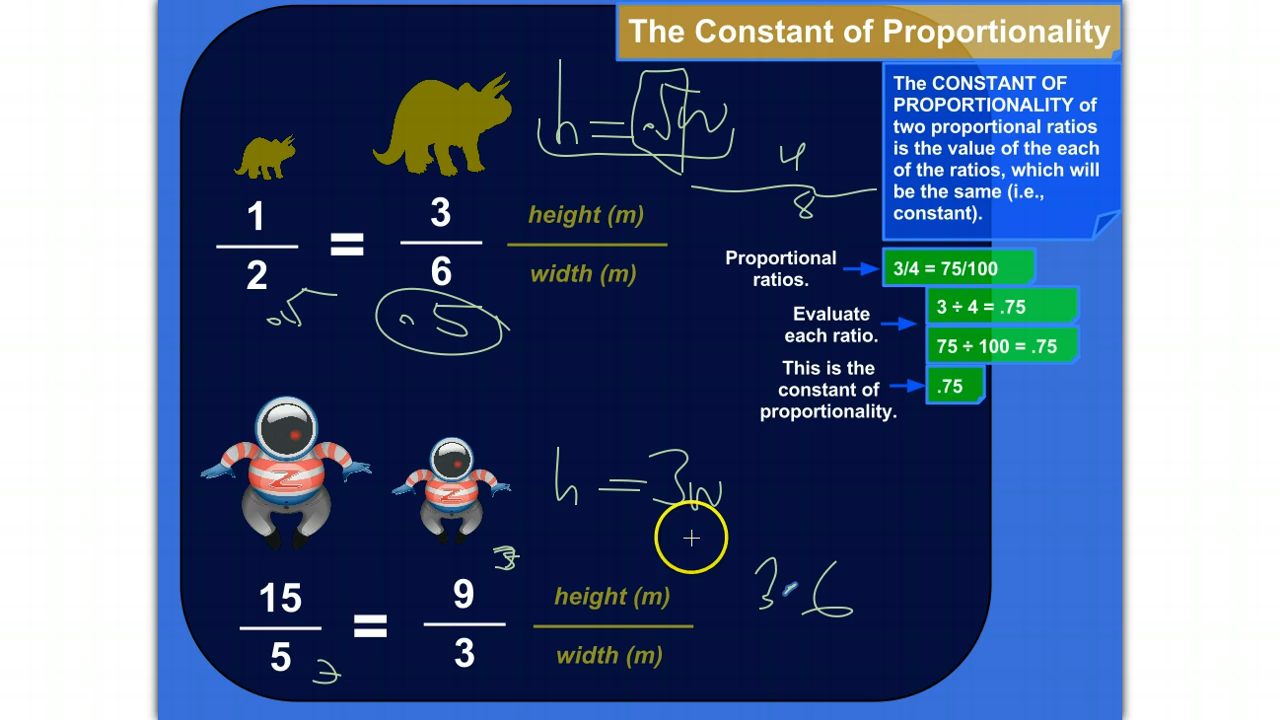 The Constant of Proportionality
The CONSTANT OF
PROPORTIONALITY of
two proportional ratios
is the value of the each
of the ratios, which will
be the same (i.e.,
constant).
h = .5w
4
8
1
2
=
3
6
height (m)
width (m)
.5
.5
Proportional
ratios.
3/4 = 75/100
Evaluate
each ratio.
3 ÷ 4 = .75
75 ÷ 100 = .75
This is the
constant of
proportionality.
.75
Z
Z
h = 3w
3
3 · 6
15
5
=
9
3
height (m)
width (m)
3